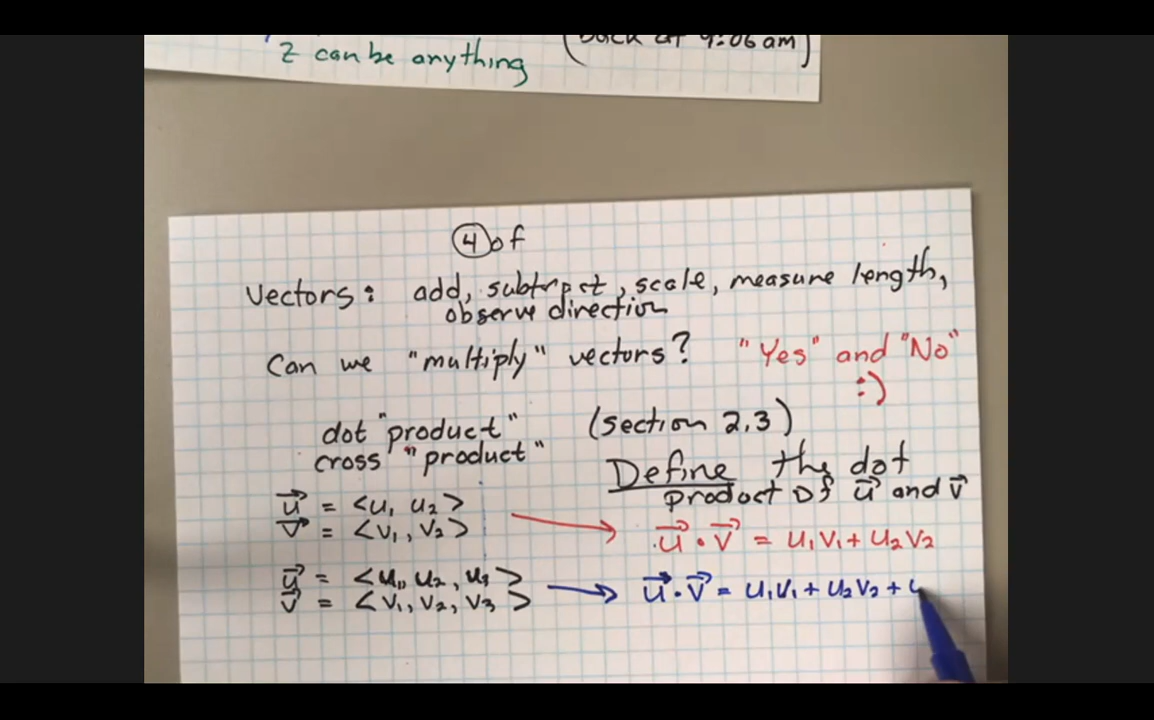 (back at 9:06am)
z can be anything
④ of
Vectors: add, subtract, scale, measure length,
observe direction
Can we "multiply" vectors? "Yes" and "No"
:)
dot "product" (section 2.3)
cross "product"
Define the dot
product of u⃗ and v⃗
u⃗ = <u₁ u₂>
v⃗ = <v₁, v₂>
u⃗ · v⃗ = u₁v₁ + u₂v₂
u⃗ = <u₁, u₂, u₃>
v⃗ = <v₁, v₂, v₃>
u⃗ · v⃗ = u₁v₁ + u₂v₂ + u